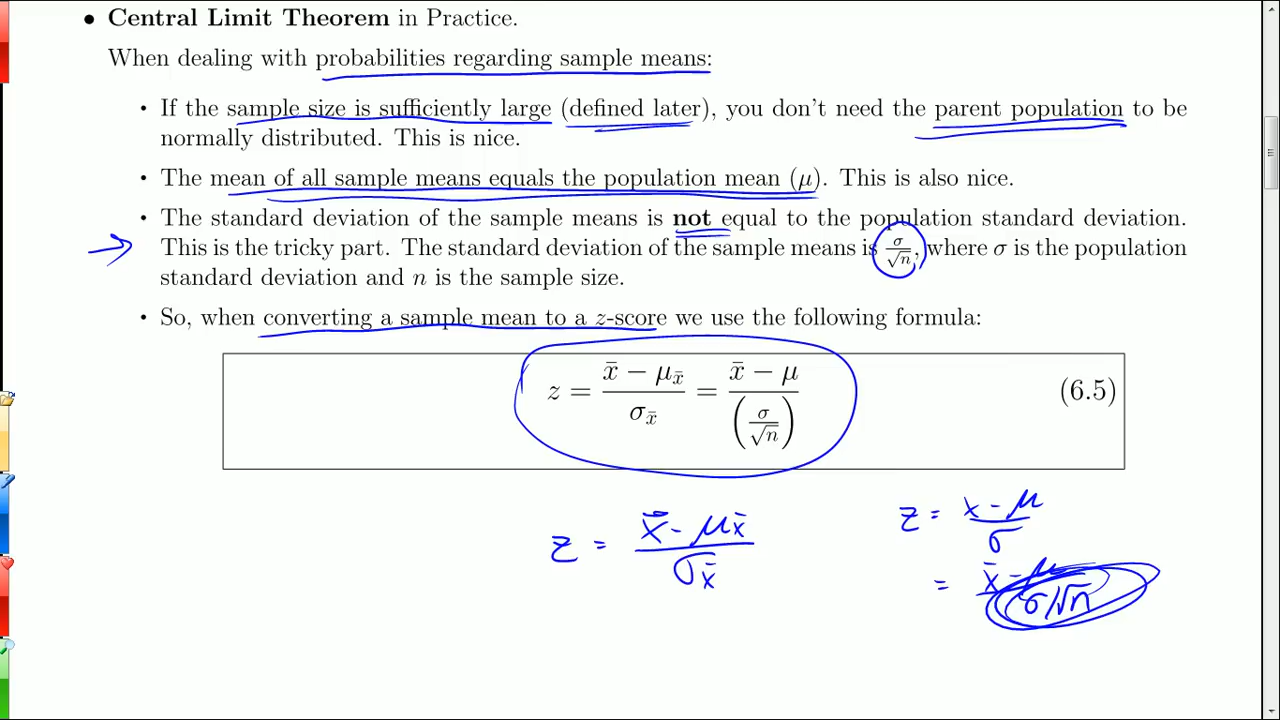 • Central Limit Theorem in Practice.
When dealing with probabilities regarding sample means:
· If the sample size is sufficiently large (defined later), you don't need the parent population to be
normally distributed. This is nice.
· The mean of all sample means equals the population mean (μ). This is also nice.
· The standard deviation of the sample means is not equal to the population standard deviation.
This is the tricky part. The standard deviation of the sample means is σ/√n, where σ is the population
standard deviation and n is the sample size.
· So, when converting a sample mean to a z-score we use the following formula:
z = (x̄ − μ_x̄)/σ_x̄ = (x̄ − μ)/(σ/√n) (6.5)
z = (x̄ − μ_x̄)/σ_x̄
z = (x − μ)/σ
= (x̄ − μ)/(σ/√n)